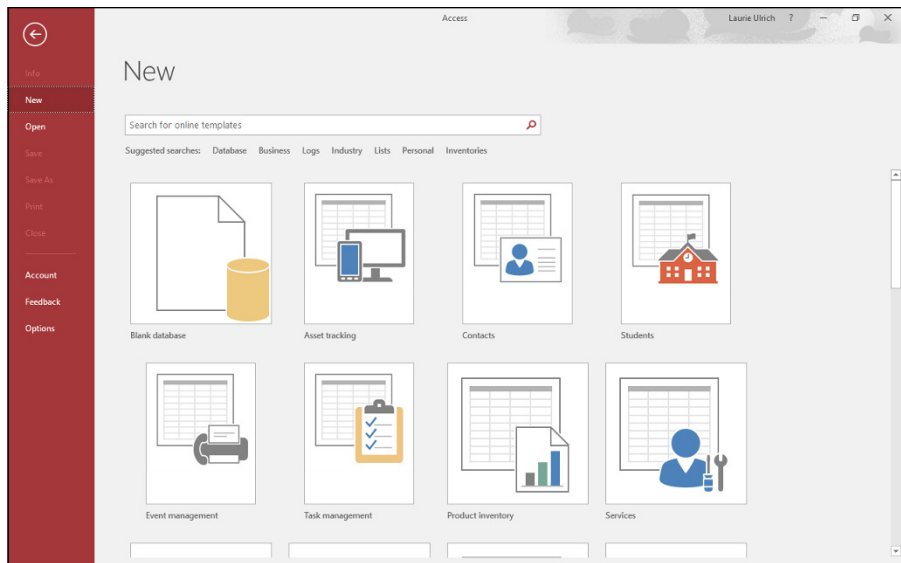 Access
Laurie Ulrich ?
Info
New
Open
Save
Save As
Print
Close
Account
Feedback
Options
New
Search for online templates
Suggested searches: Database Business Logs Industry Lists Personal Inventories
Blank database Asset tracking Contacts Students
Event management Task management Product inventory Services